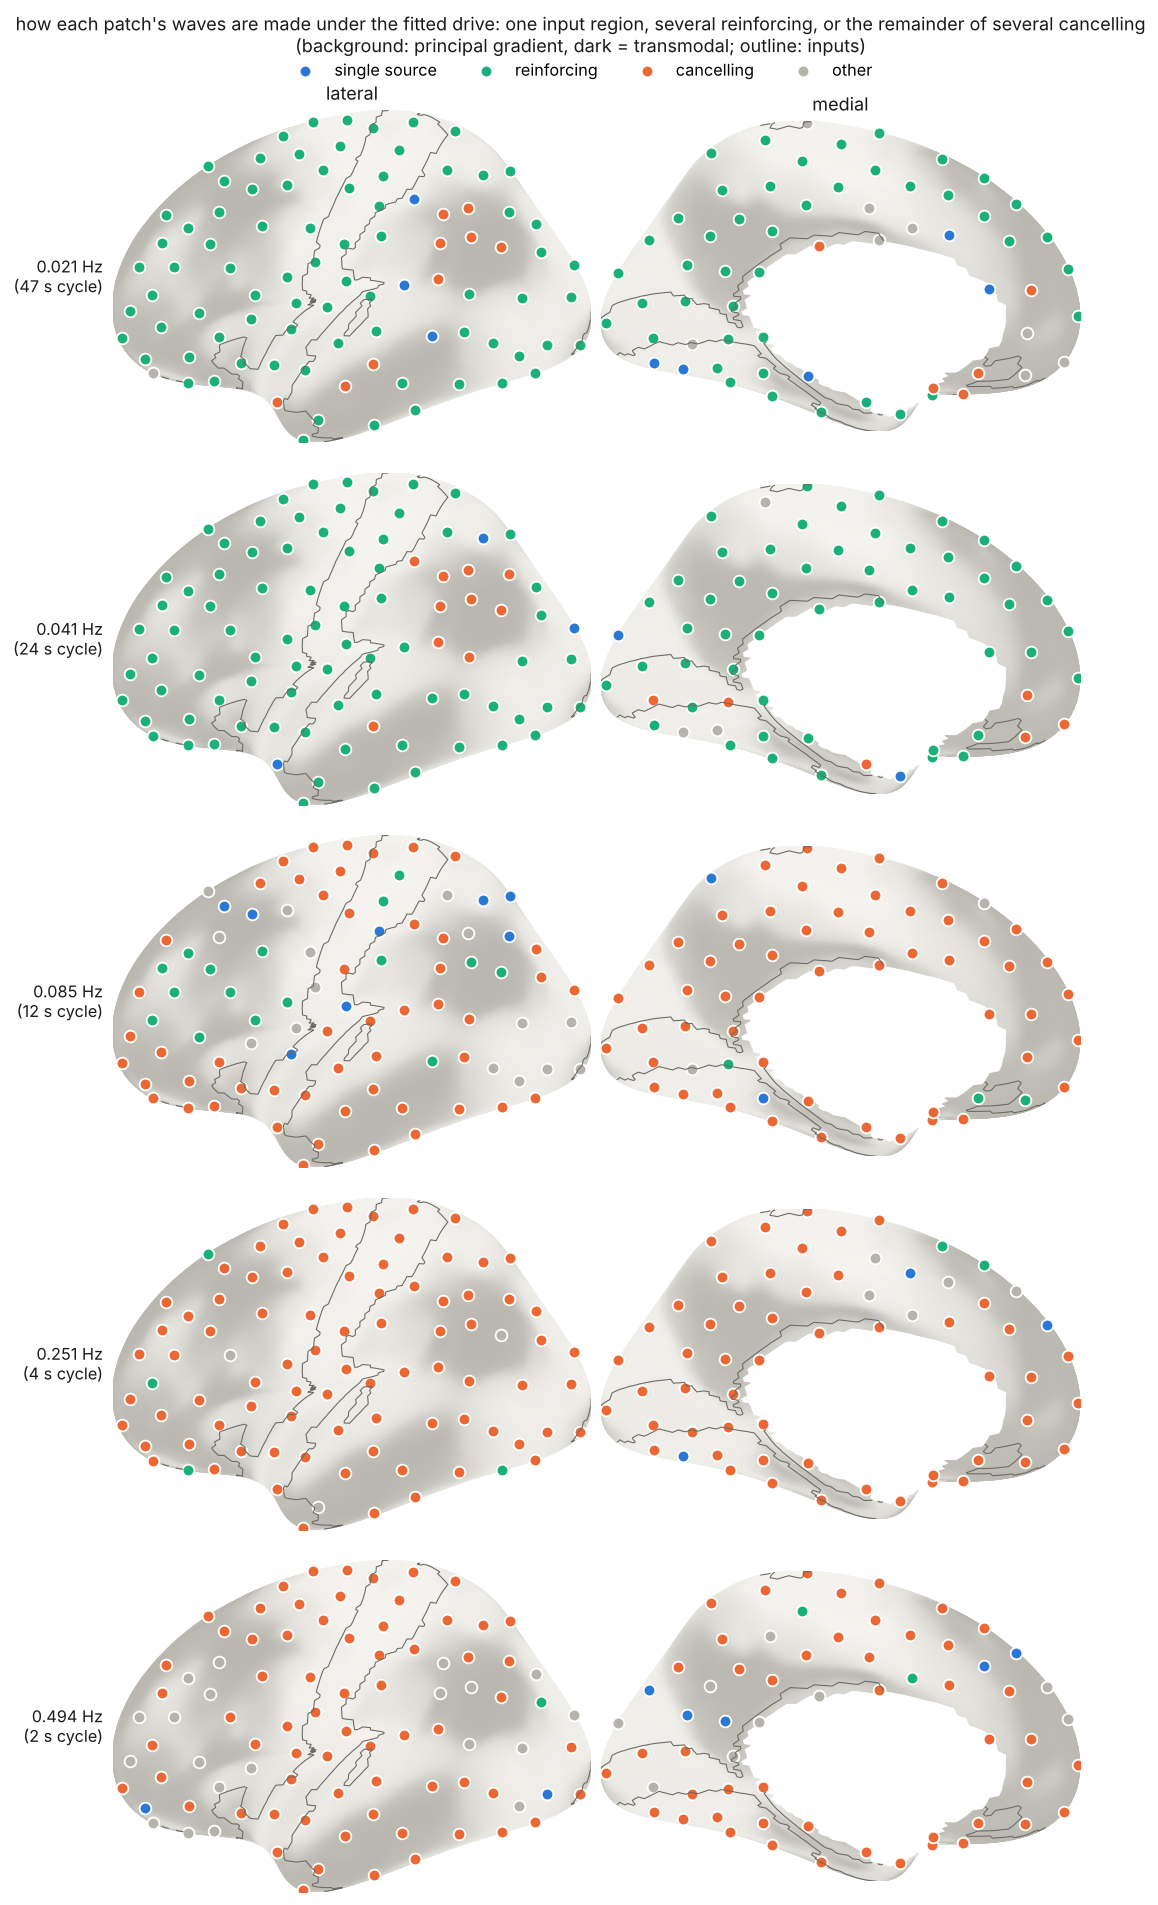 how each patch's waves are made under the fitted drive: one input region, several reinforcing, or the remainder of several cancelling
(background: principal gradient, dark = transmodal; outline: inputs)
single source reinforcing cancelling other
lateral
medial
0.021 Hz
(47 s cycle)
0.041 Hz
(24 s cycle)
0.085 Hz
(12 s cycle)
0.251 Hz
(4 s cycle)
0.494 Hz
(2 s cycle)